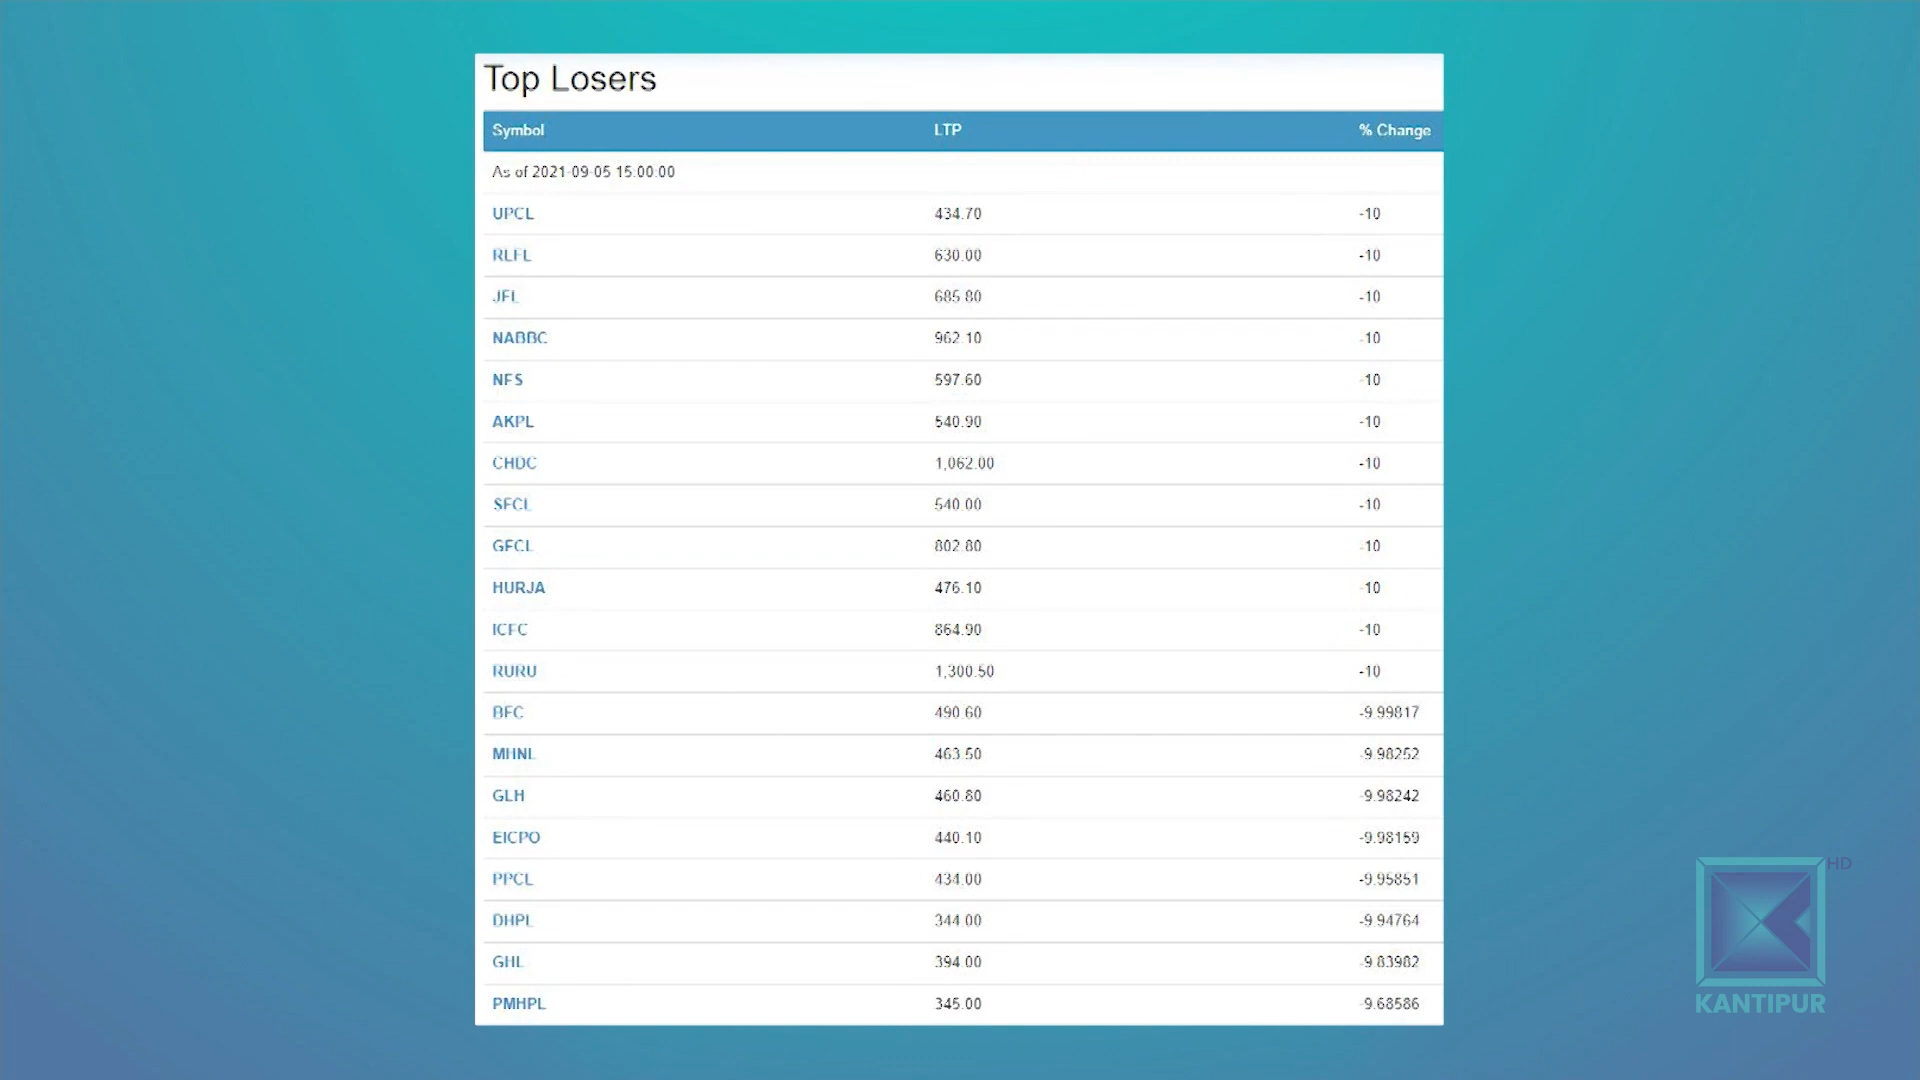 Top Losers
Symbol LTP % Change
As of 2021-09-05 15:00:00
UPCL 434.70 -10
RLFL 630.00 -10
JFL 685.80 -10
NABBC 962.10 -10
NFS 597.60 -10
AKPL 540.90 -10
CHDC 1,062.00 -10
SFCL 540.00 -10
GFCL 802.80 -10
HURJA 476.10 -10
ICFC 864.90 -10
RURU 1,300.50 -10
BFC 490.60 -9.99817
MHNL 463.50 -9.98252
GLH 460.80 -9.98242
EICPO 440.10 -9.98159
PPCL 434.00 -9.95851
DHPL 344.00 -9.94764
GHL 394.00 -9.83982
PMHPL 345.00 -9.68586
HD
KANTIPUR